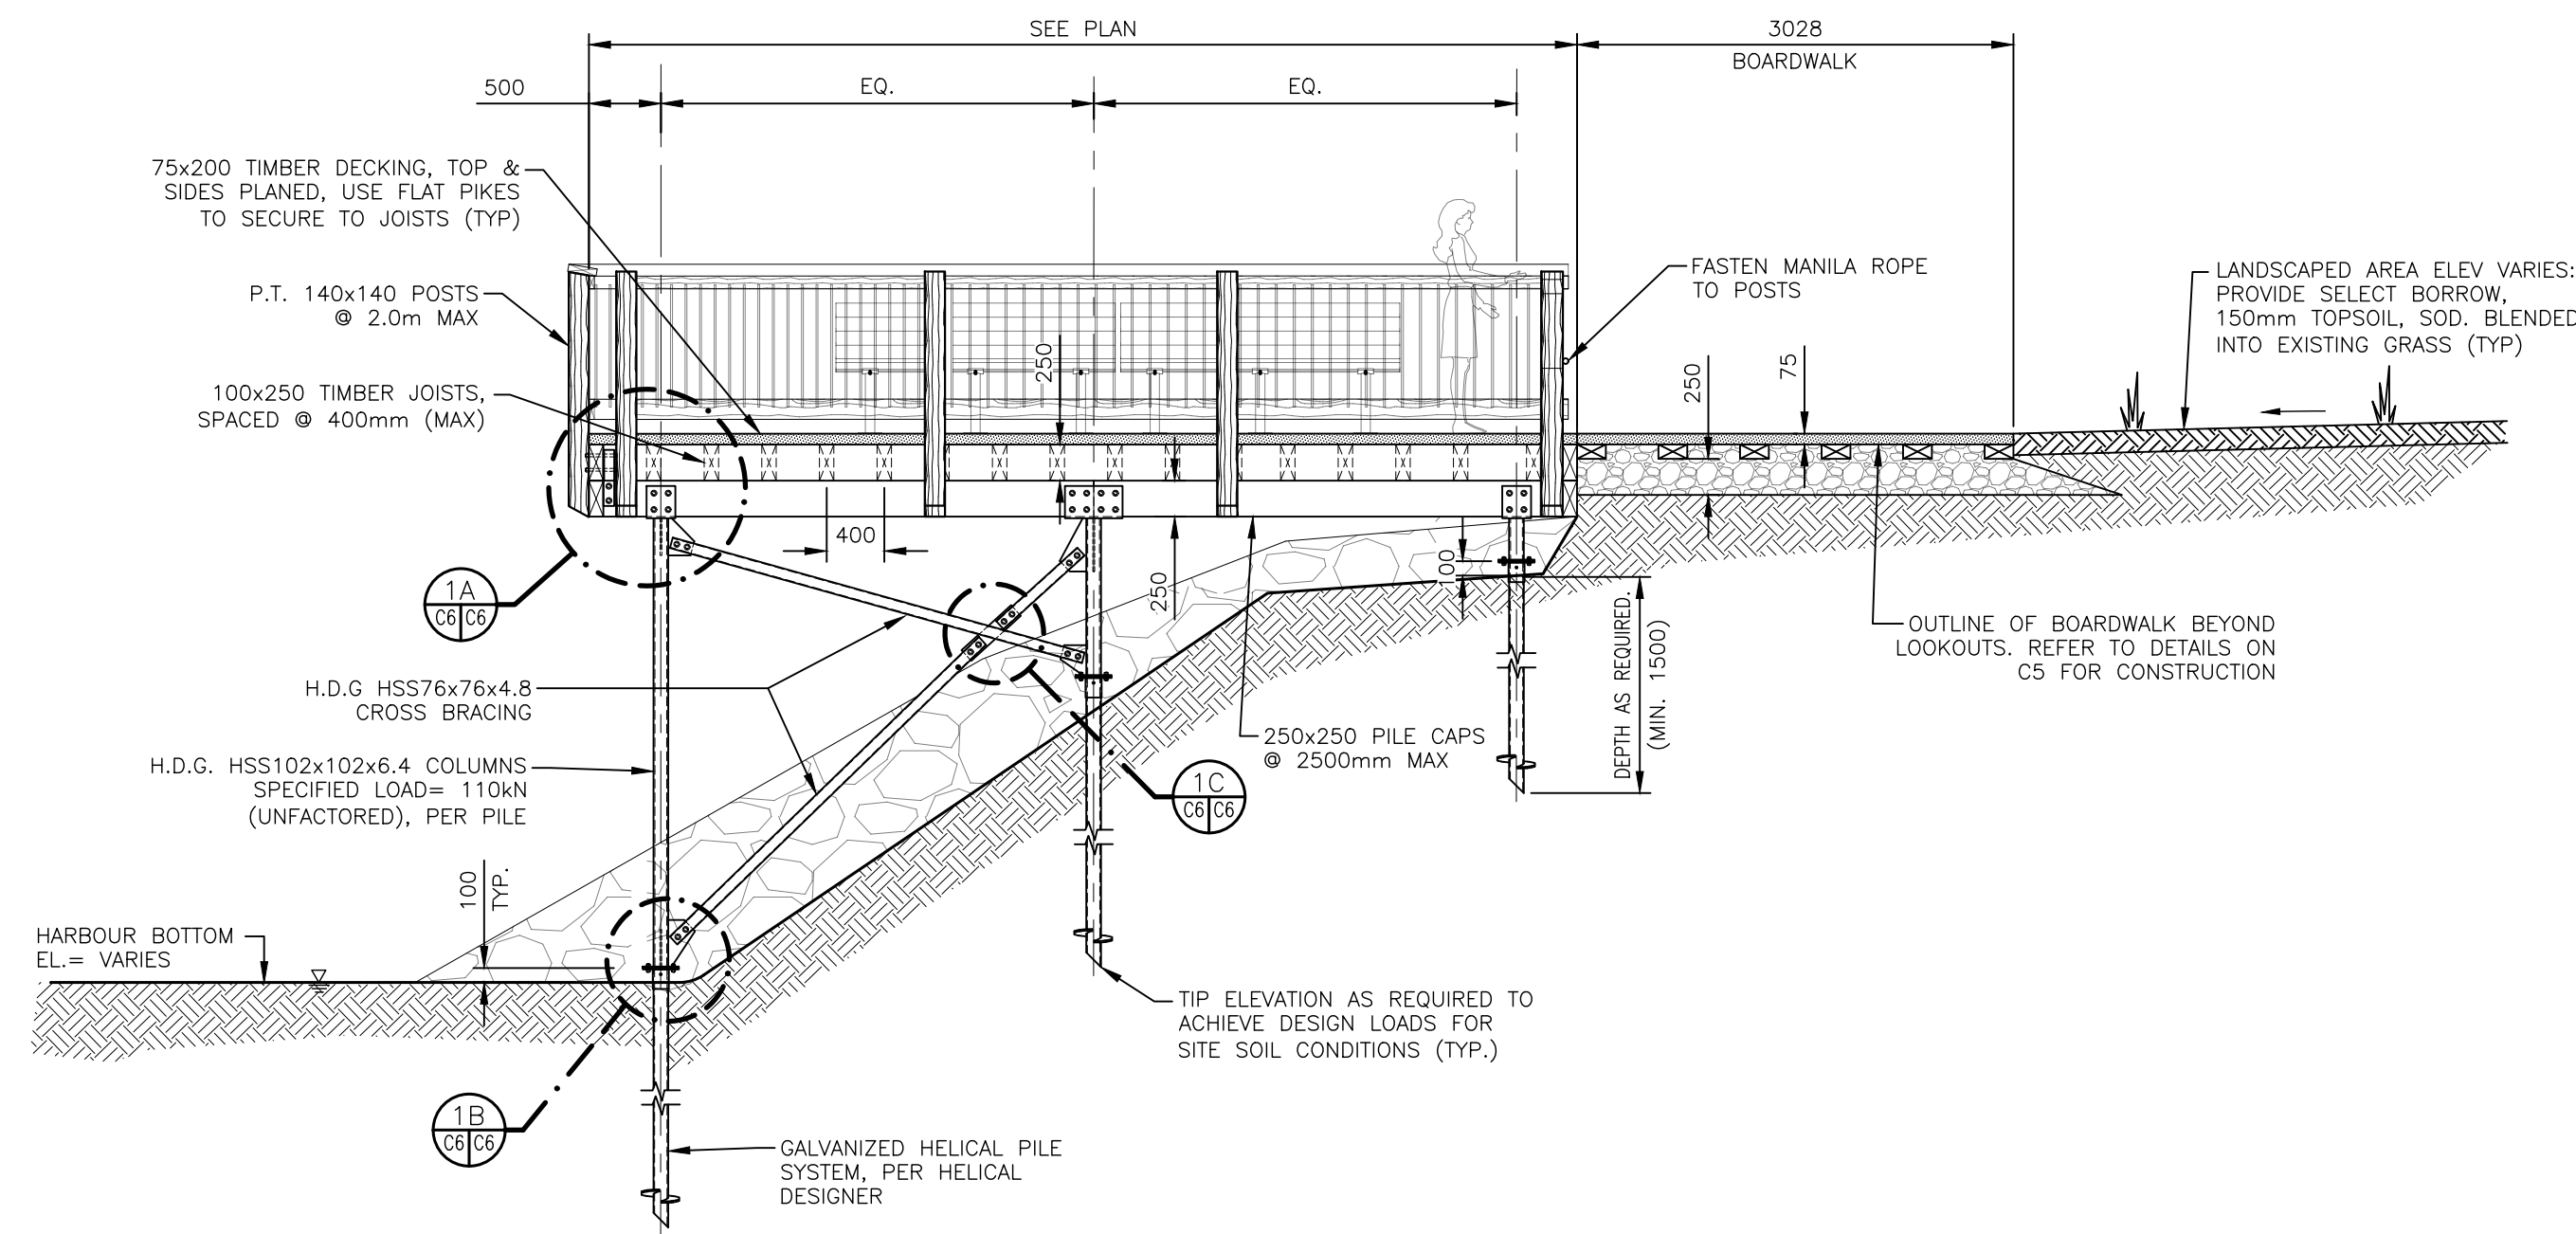 SEE PLAN
3028
BOARDWALK
500
EQ.
EQ.
75x200 TIMBER DECKING, TOP &
SIDES PLANED, USE FLAT PIKES
TO SECURE TO JOISTS (TYP)
P.T. 140x140 POSTS
@ 2.0m MAX
100x250 TIMBER JOISTS,
SPACED @ 400mm (MAX)
FASTEN MANILA ROPE
TO POSTS
LANDSCAPED AREA ELEV VARIES:
PROVIDE SELECT BORROW,
150mm TOPSOIL, SOD. BLENDED
INTO EXISTING GRASS (TYP)
250
250
75
400
250
100
1A
C6 C6
DEPTH AS REQUIRED.
(MIN. 1500)
OUTLINE OF BOARDWALK BEYOND
LOOKOUTS. REFER TO DETAILS ON
C5 FOR CONSTRUCTION
H.D.G HSS76x76x4.8
CROSS BRACING
250x250 PILE CAPS
@ 2500mm MAX
H.D.G. HSS102x102x6.4 COLUMNS
SPECIFIED LOAD= 110kN
(UNFACTORED), PER PILE
1C
C6 C6
100
TYP.
HARBOUR BOTTOM
EL.= VARIES
TIP ELEVATION AS REQUIRED TO
ACHIEVE DESIGN LOADS FOR
SITE SOIL CONDITIONS (TYP.)
1B
C6 C6
GALVANIZED HELICAL PILE
SYSTEM, PER HELICAL
DESIGNER